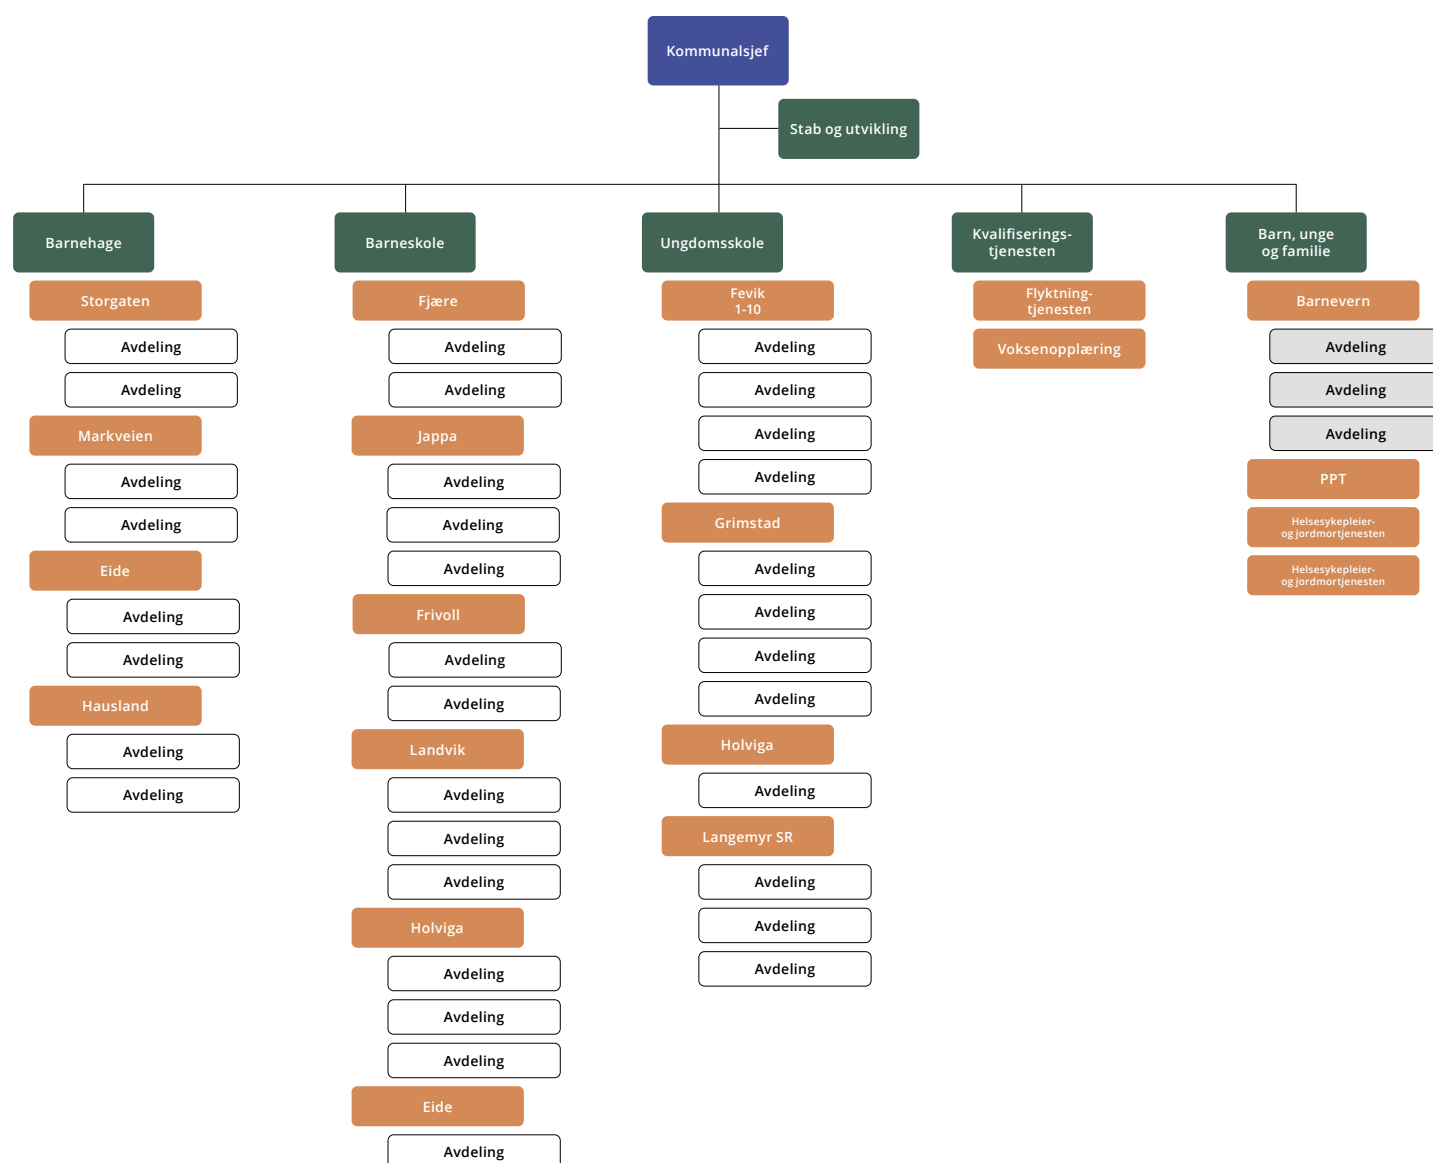 Kommunalsjef
Stab og utvikling
Barnehage
Storgaten
Avdeling
Avdeling
Markveien
Avdeling
Avdeling
Eide
Avdeling
Avdeling
Hausland
Avdeling
Avdeling
Barneskole
Fjære
Avdeling
Avdeling
Jappa
Avdeling
Avdeling
Avdeling
Frivoll
Avdeling
Avdeling
Landvik
Avdeling
Avdeling
Avdeling
Holviga
Avdeling
Avdeling
Avdeling
Eide
Avdeling
Ungdomsskole
Fevik
1-10
Avdeling
Avdeling
Avdeling
Avdeling
Grimstad
Avdeling
Avdeling
Avdeling
Avdeling
Holviga
Avdeling
Langemyr SR
Avdeling
Avdeling
Avdeling
Kvalifiserings-
tjenesten
Flyktning-
tjenesten
Voksenopplæring
Barn, unge
og familie
Barnevern
Avdeling
Avdeling
Avdeling
PPT
Helsesykepleier-
og jordmortjenesten
Helsesykepleier-
og jordmortjenesten